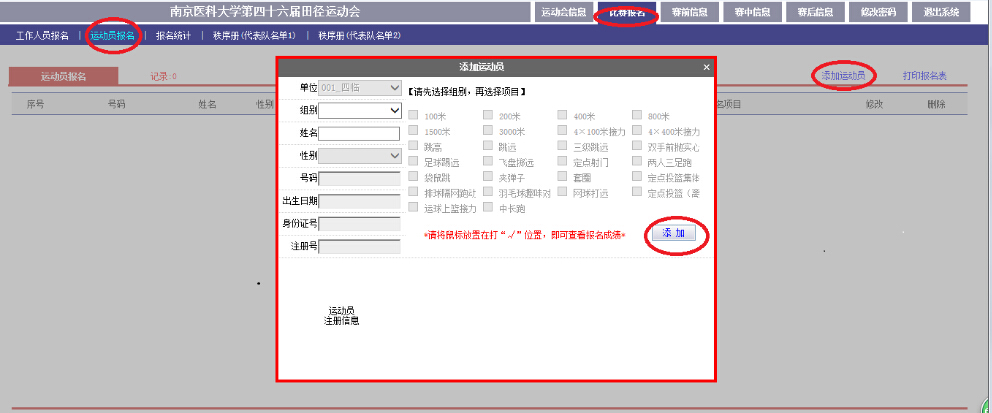 南京医科大学第四十六届田径运动会
运动会信息 比赛报名 赛前信息 赛中信息 赛后信息 修改密码 退出系统
工作人员报名 | 运动员报名 | 报名统计 | 秩序册(代表队名单1) | 秩序册(代表队名单2)
添加运动员 ×
运动员报名 记录:0 添加运动员 打印报名表
序号 号码 姓名 性别 名项目 修改 删除
单位 001_四临 【请先选择组别，再选择项目】
组别 100米 200米 400米 800米
姓名 1500米 3000米 4×100米接力 4×400米接力
性别 跳高 跳远 三级跳远 双手前抛实心
足球踢远 飞盘掷远 定点射门 两人三足跑
号码 袋鼠跳 夹弹子 套圈 定点投篮集体
出生日期 排球隔网跑动 羽毛球趣味对 网球打远 定点投篮（
运球上篮接力 中长跑
身份证号 *请将鼠标放置在打“√”位置，即可查看报名成绩* 添 加
注册号
运动员
注册信息